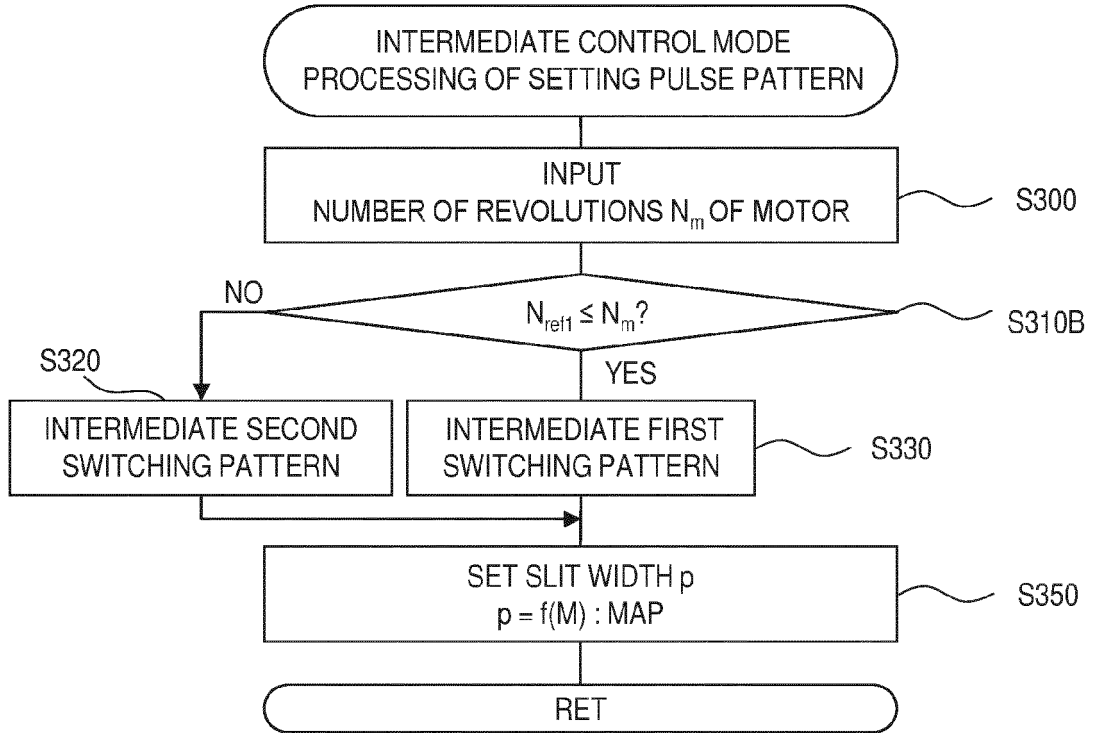 INTERMEDIATE CONTROL MODE
PROCESSING OF SETTING PULSE PATTERN
INPUT
NUMBER OF REVOLUTIONS Nm OF MOTOR
S300
Nref1 ≤ Nm?
S310B
NO
YES
S320
INTERMEDIATE SECOND
SWITCHING PATTERN
INTERMEDIATE FIRST
SWITCHING PATTERN
S330
SET SLIT WIDTH p
p = f(M) : MAP
S350
RET